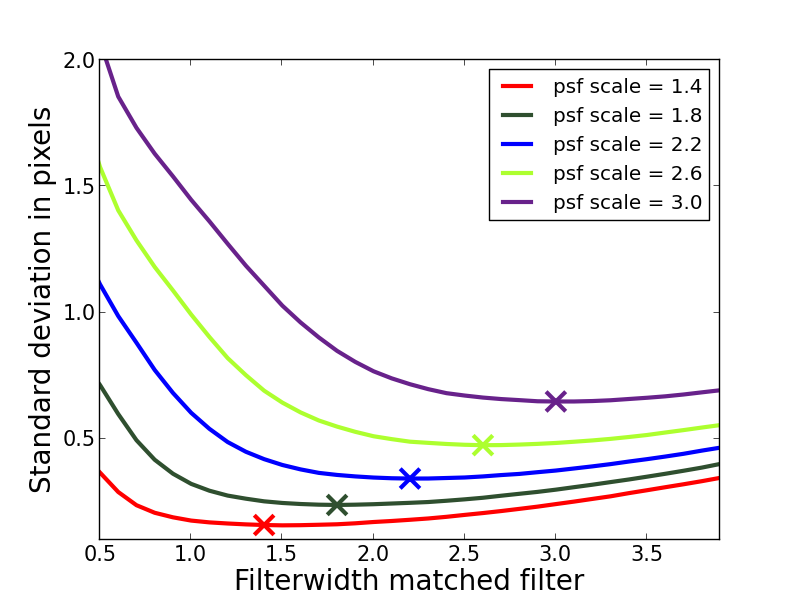 2.0
1.5
1.0
0.5
Standard deviation in pixels
psf scale = 1.4
psf scale = 1.8
psf scale = 2.2
psf scale = 2.6
psf scale = 3.0
0.5 1.0 1.5 2.0 2.5 3.0 3.5
Filterwidth matched filter